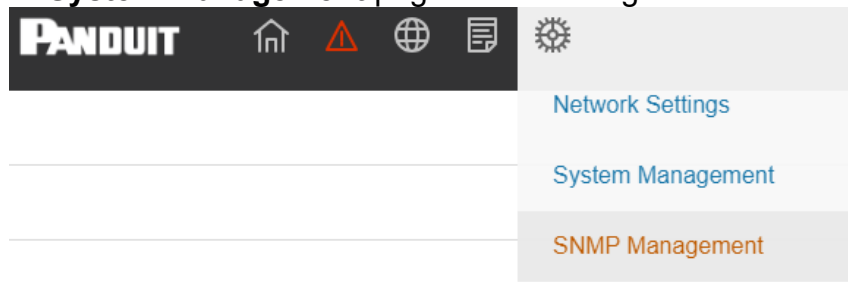 PANDUIT
Network Settings
System Management
SNMP Management